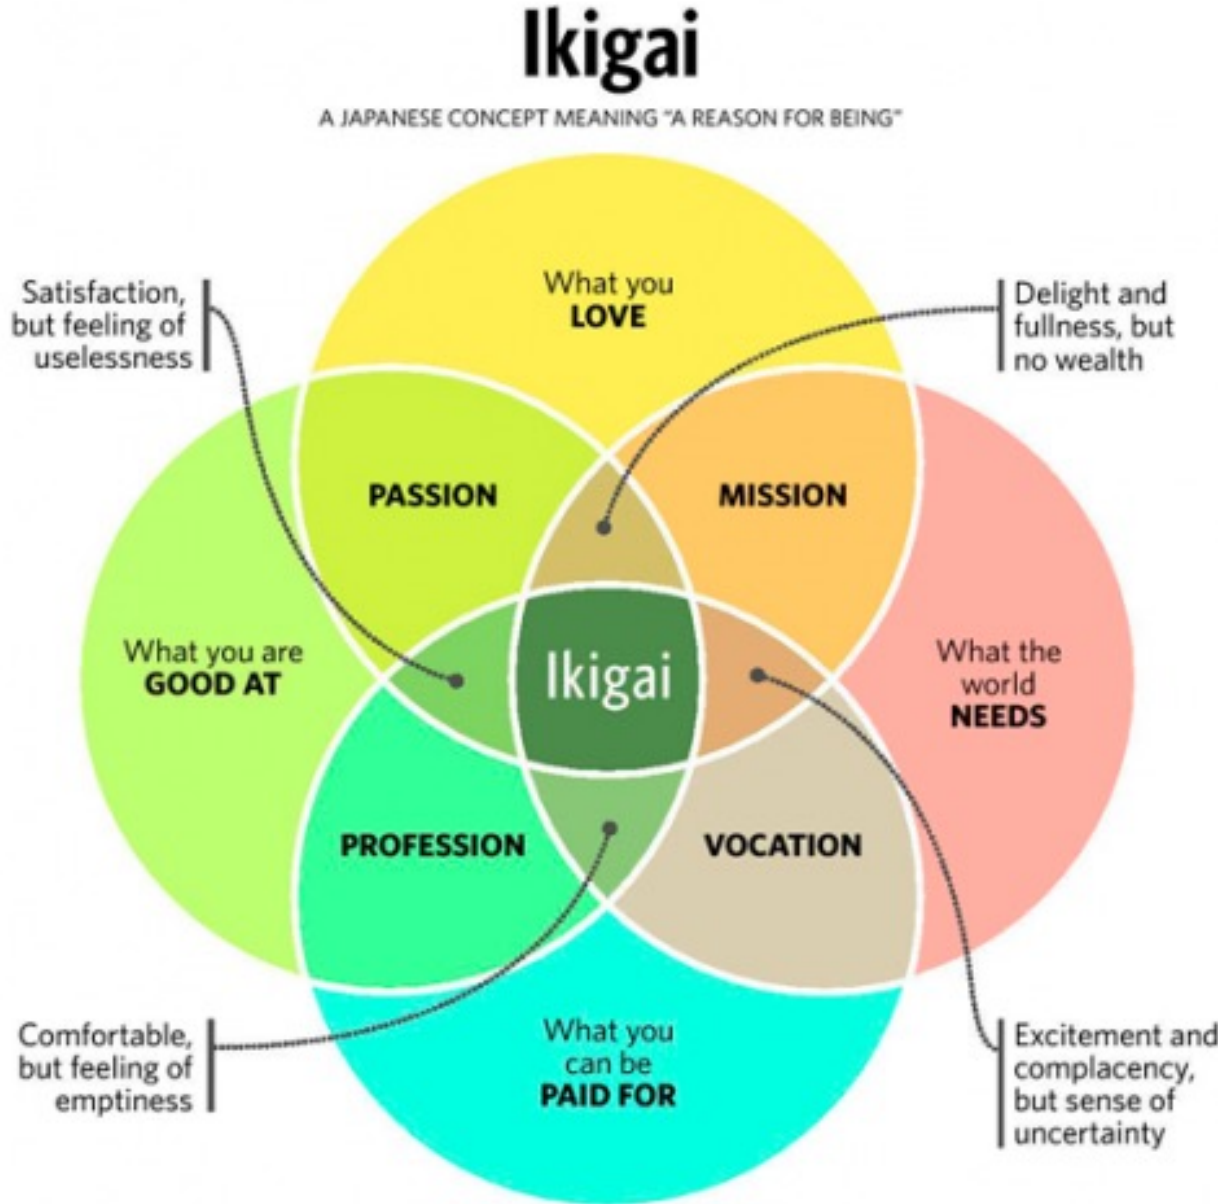 Ikigai
A JAPANESE CONCEPT MEANING "A REASON FOR BEING"
What you
LOVE
Satisfaction,
but feeling of
uselessness
Delight and
fullness, but
no wealth
PASSION
MISSION
What you are
GOOD AT
Ikigai
What the
world
NEEDS
PROFESSION
VOCATION
What you
can be
PAID FOR
Comfortable,
but feeling of
emptiness
Excitement and
complacency,
but sense of
uncertainty